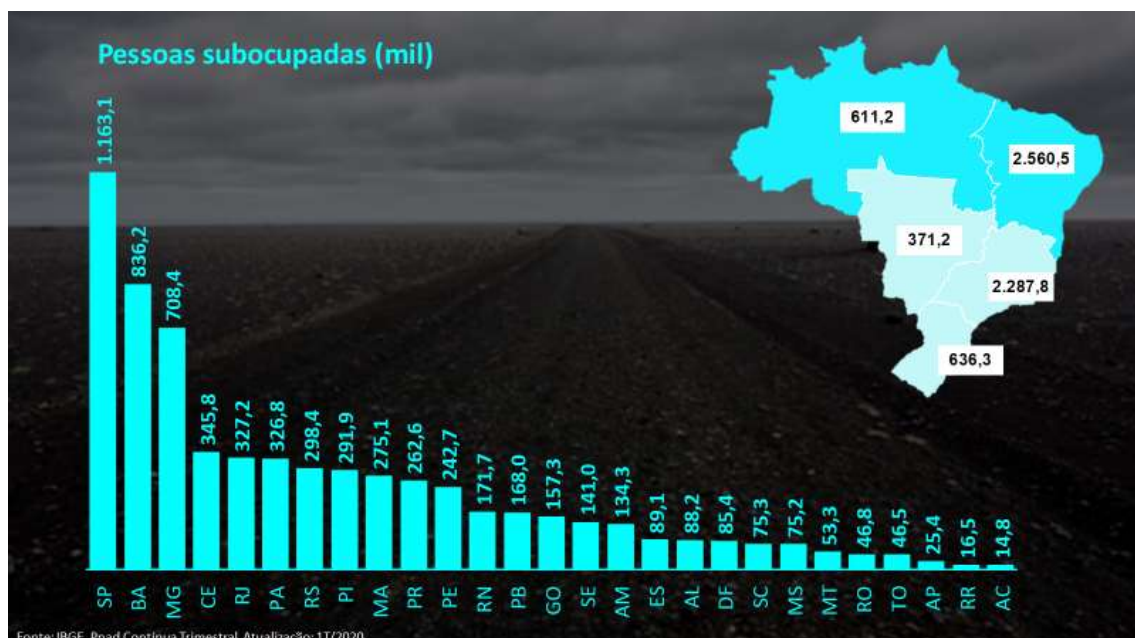 Pessoas subocupadas (mil)
611,2
2.560,5
371,2
2.287,8
636,3
1.163,1
836,2
708,4
345,8
327,2
326,8
298,4
291,9
275,1
262,6
242,7
171,7
168,0
157,3
141,0
134,3
89,1
88,2
85,4
75,3
75,2
53,3
46,8
46,5
25,4
16,5
14,8
SP
BA
MG
CE
RJ
PA
RS
PI
MA
PR
PE
RN
PB
GO
SE
AM
ES
AL
DF
SC
MS
MT
RO
TO
AP
RR
AC
Fonte: IBGE. Pnad Contínua Trimestral. Atualização: 1T/2020